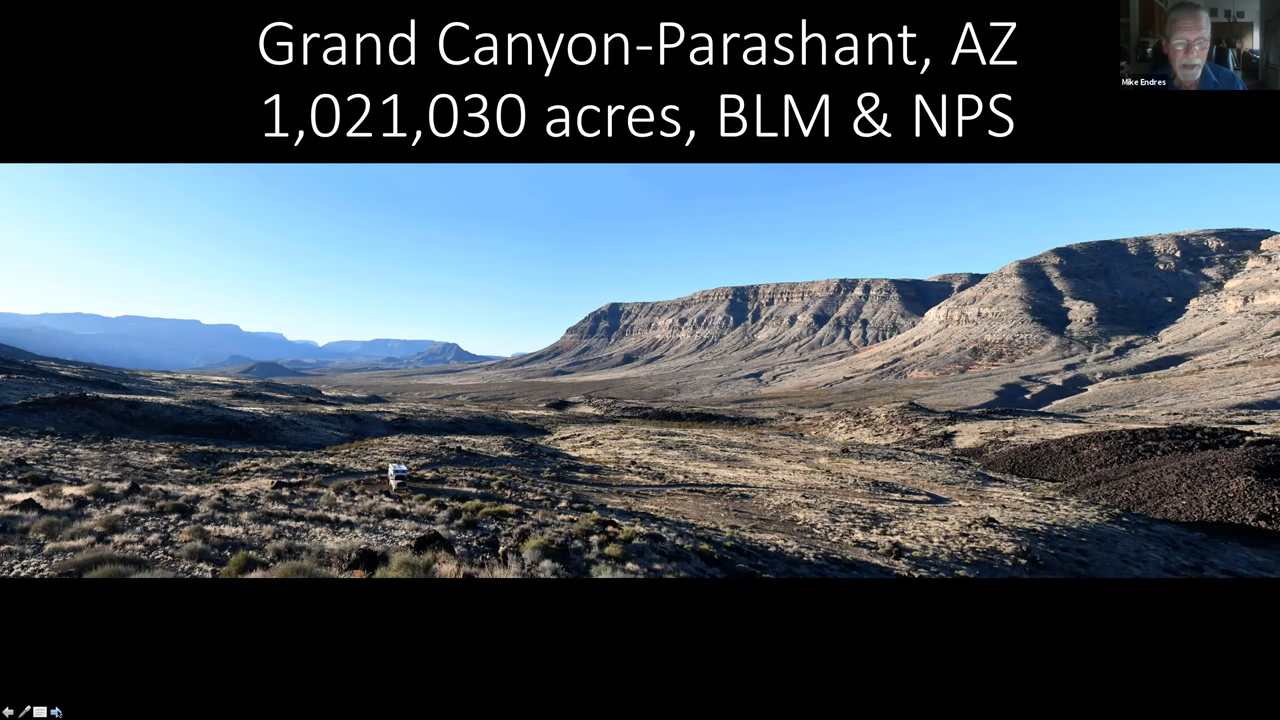 Grand Canyon-Parashant, AZ
1,021,030 acres, BLM & NPS
Mike Endres